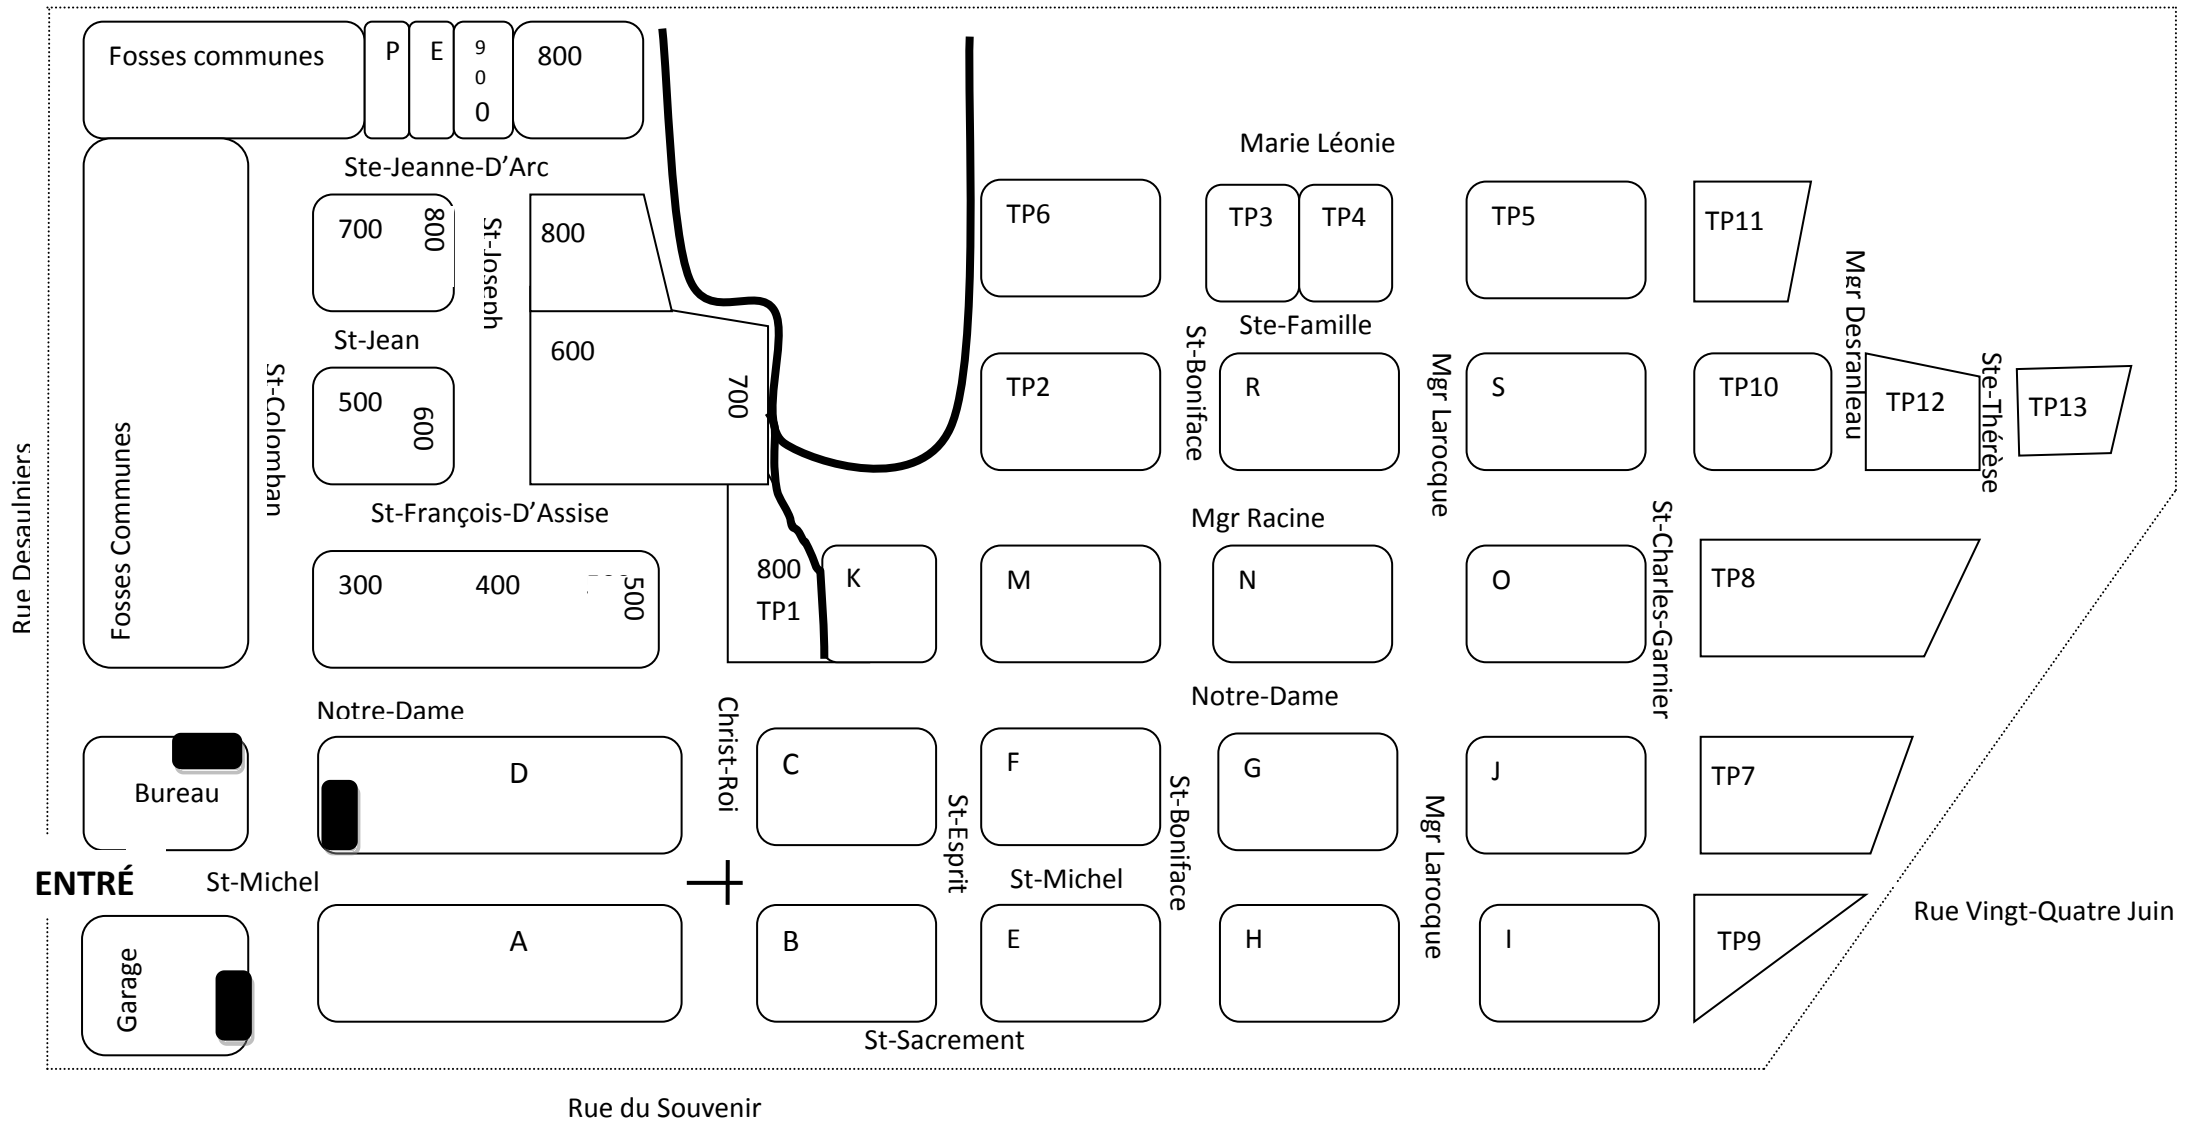 Fosses communes
P
E
9
0
0
800
Marie Léonie
Ste-Jeanne-D’Arc
700
800
St-Joseph
800
TP6
TP3
TP4
TP5
TP11
Mgr Desranleau
St-Jean
Ste-Famille
600
700
500
600
St-Colomban
TP2
St-Boniface
R
Mgr Larocque
S
TP10
TP12
Ste-Thérèse
TP13
Fosses Communes
Rue Desaulniers
St-François-D’Assise
Mgr Racine
St-Charles-Garnier
300
400
500
800
TP1
K
M
N
O
TP8
Notre-Dame
Notre-Dame
Christ-Roi
Bureau
D
C
F
G
J
TP7
St-Esprit
St-Boniface
Mgr Larocque
ENTRÉ
St-Michel
St-Michel
Garage
A
B
E
H
I
TP9
Rue Vingt-Quatre Juin
St-Sacrement
Rue du Souvenir